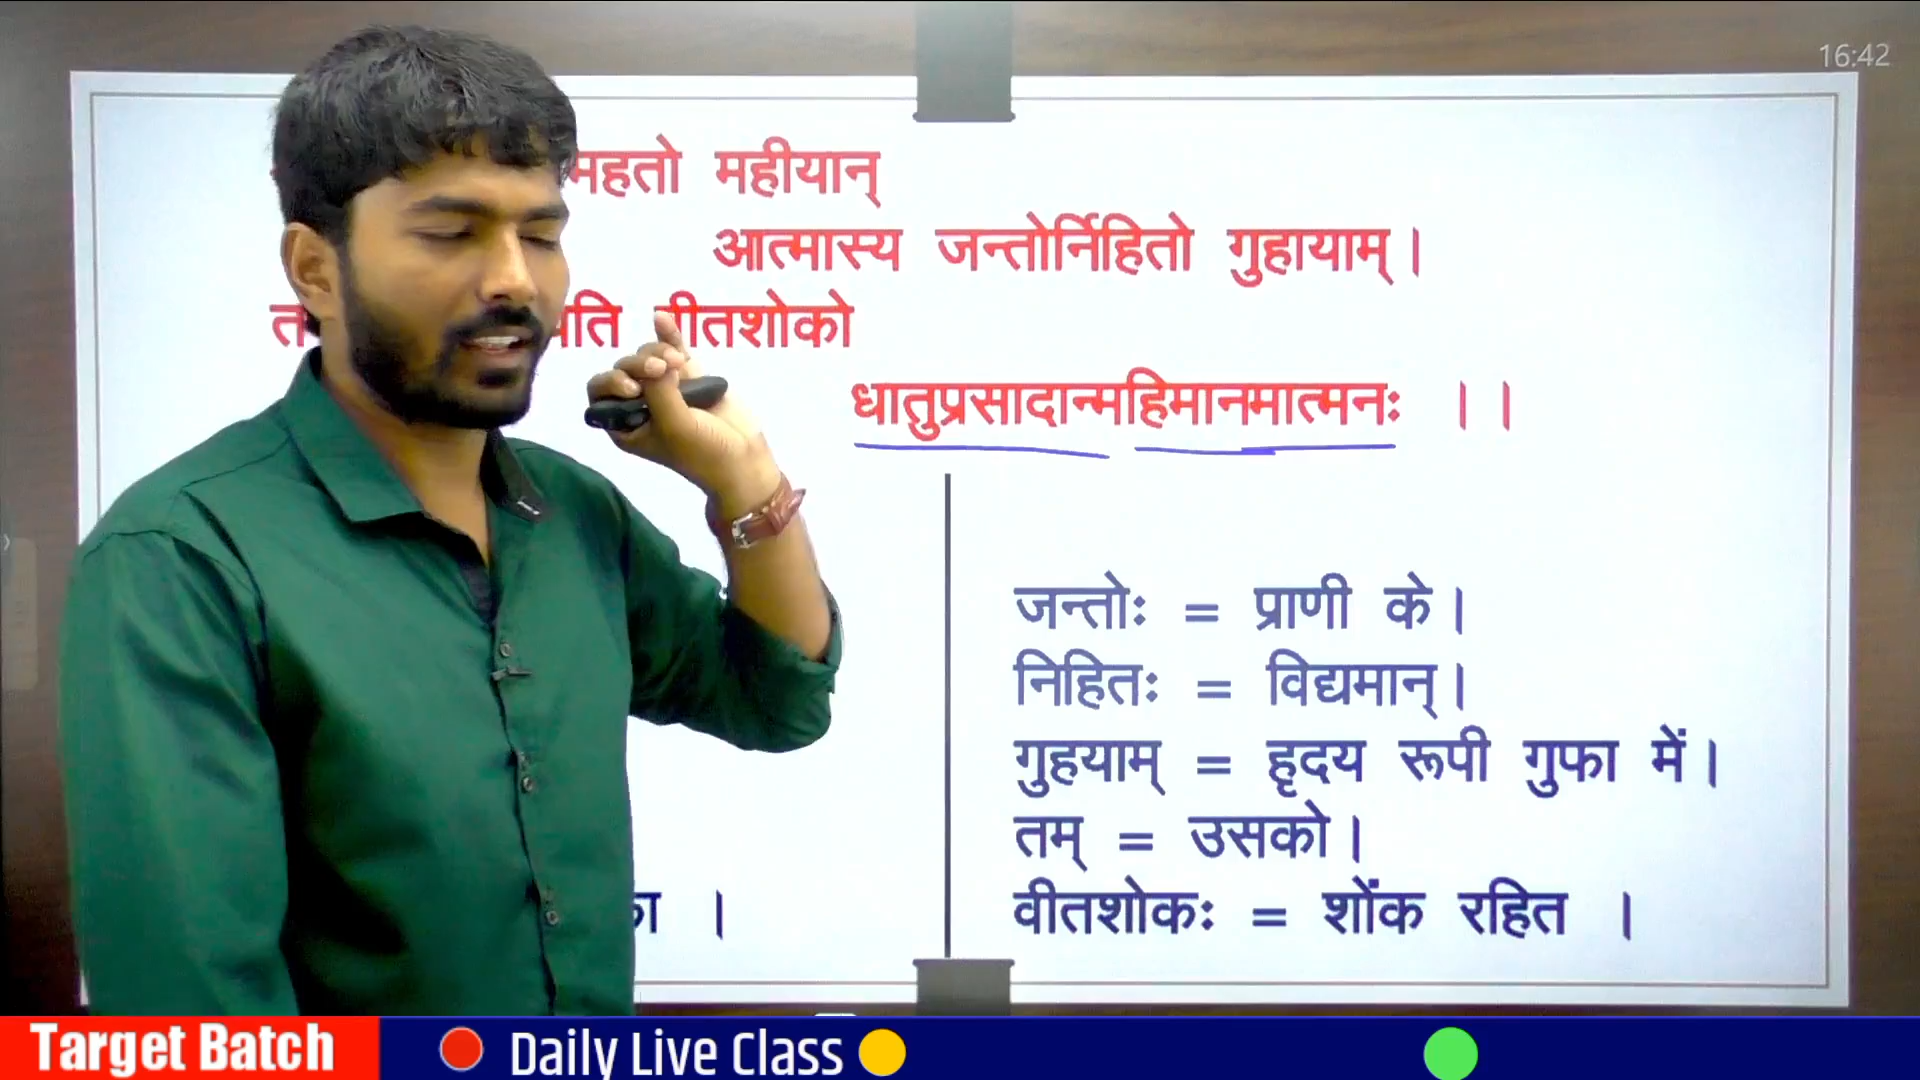 16:42
महतो महीयान्
आत्मास्य जन्तोर्निहितो गुहायाम्।
वीतशोको
धातुप्रसादान्महिमानमात्मनः ।।
जन्तोः = प्राणी के।
निहितः = विद्यमान्।
गुहयाम् = हृदय रूपी गुफा में।
तम् = उसको।
वीतशोकः = शोंक रहित ।
Target Batch
Daily Live Class